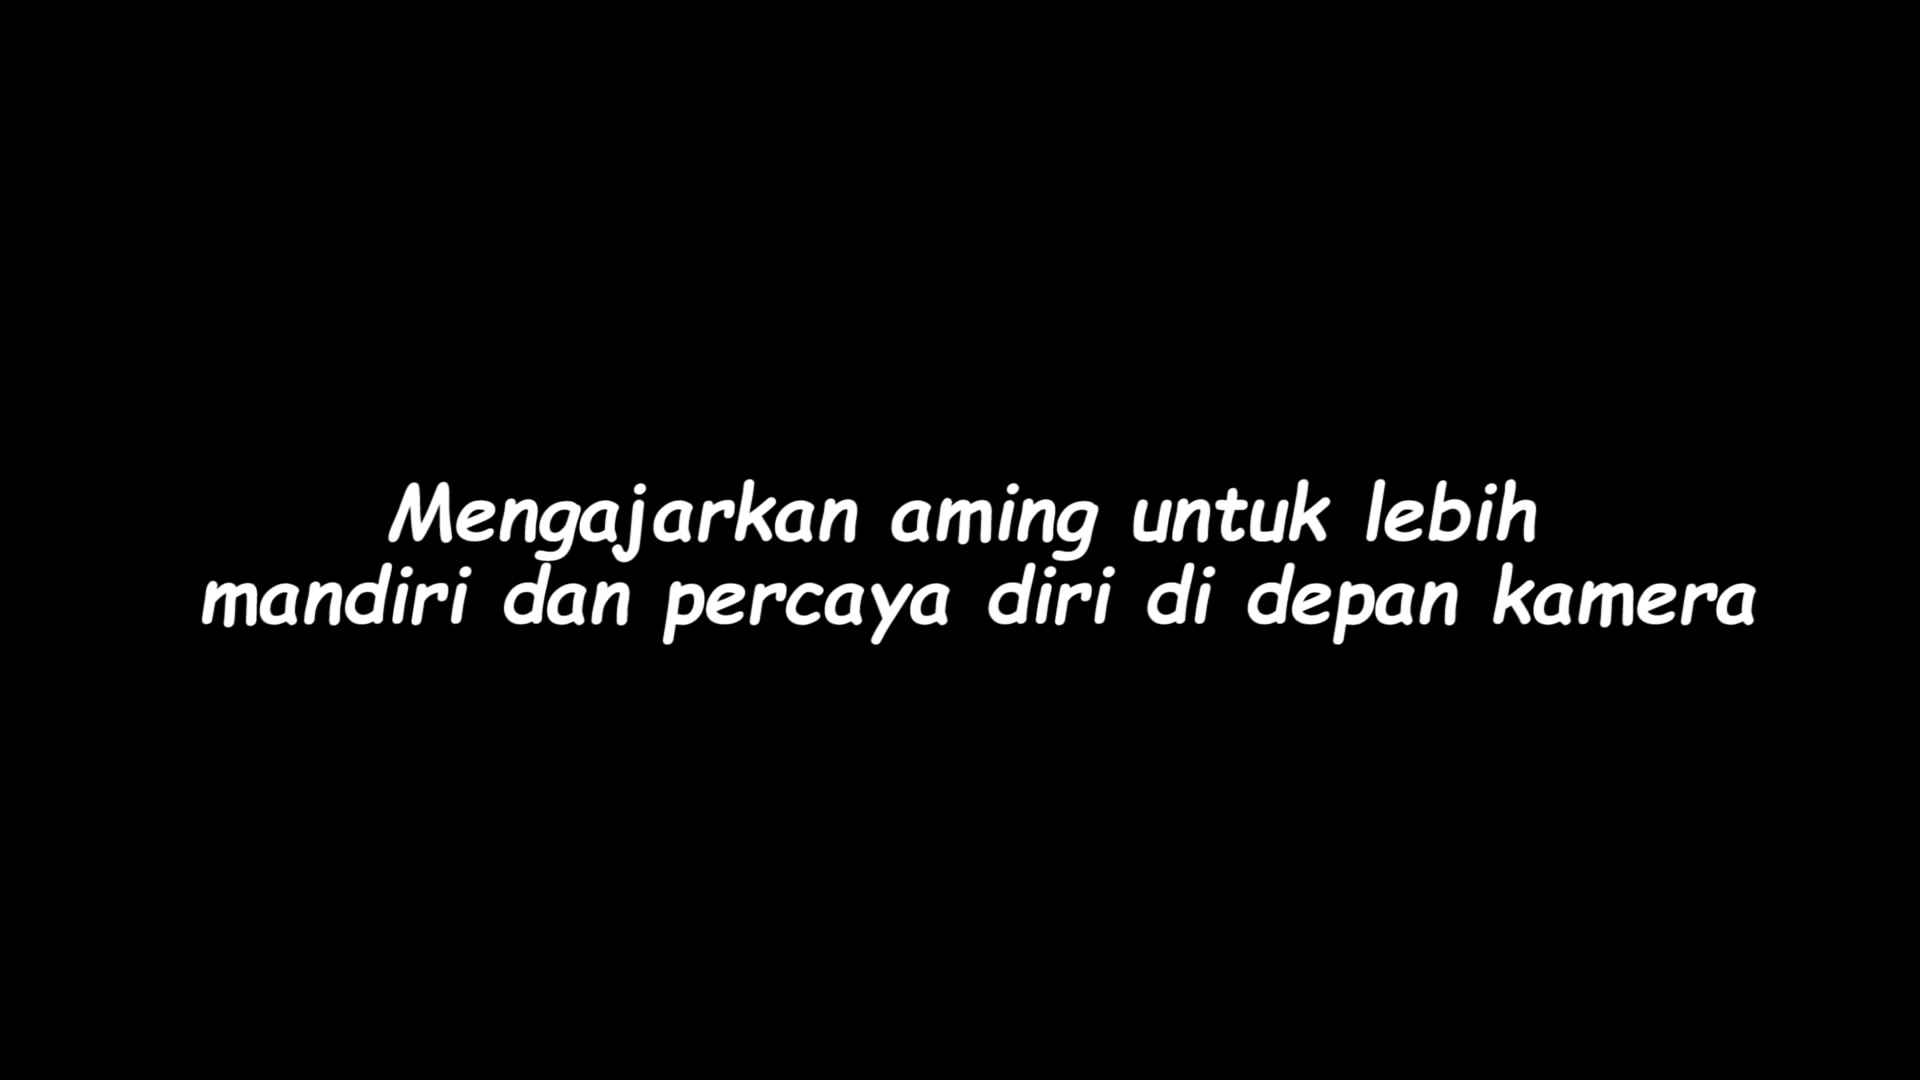 Mengajarkan aming untuk lebih
mandiri dan percaya diri di depan kamera